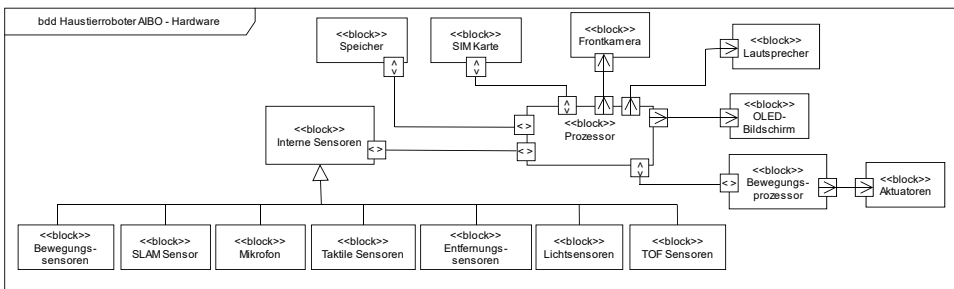 bdd Haustierroboter AIBO - Hardware
<<block>>
Speicher
<<block>>
SIM Karte
<<block>>
Frontkamera
<<block>>
Lautsprecher
<<block>>
Interne Sensoren
<<block>>
Prozessor
<<block>>
OLED-
Bildschirm
<<block>>
Bewegungs-
prozessor
<<block>>
Aktuatoren
<<block>>
Bewegungs-
sensoren
<<block>>
SLAM Sensor
<<block>>
Mikrofon
<<block>>
Taktile Sensoren
<<block>>
Entfernungs-
sensoren
<<block>>
Lichtsensoren
<<block>>
TOF Sensoren